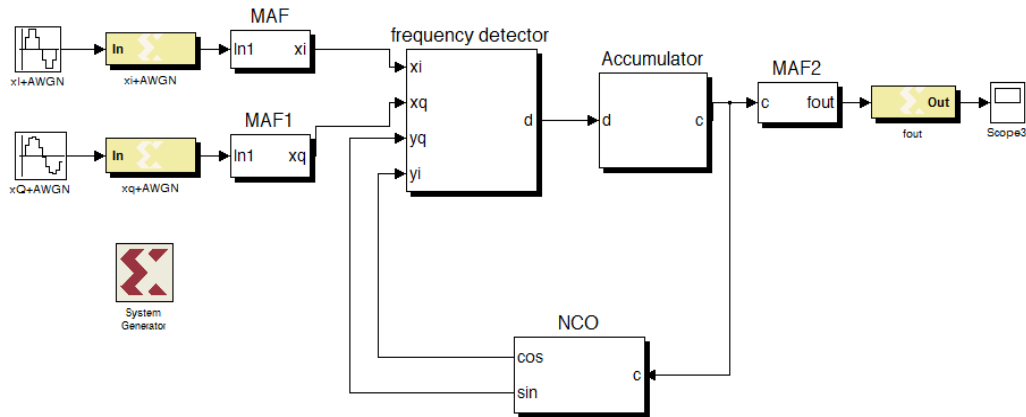 MAF
In
In1
xi
xI+AWGN
xi+AWGN
frequency detector
xi
xq
yq
yi
d
Accumulator
d
c
MAF2
c
fout
Out
fout
Scope3
MAF1
In
In1
xq
xQ+AWGN
xq+AWGN
System
Generator
NCO
cos
sin
c